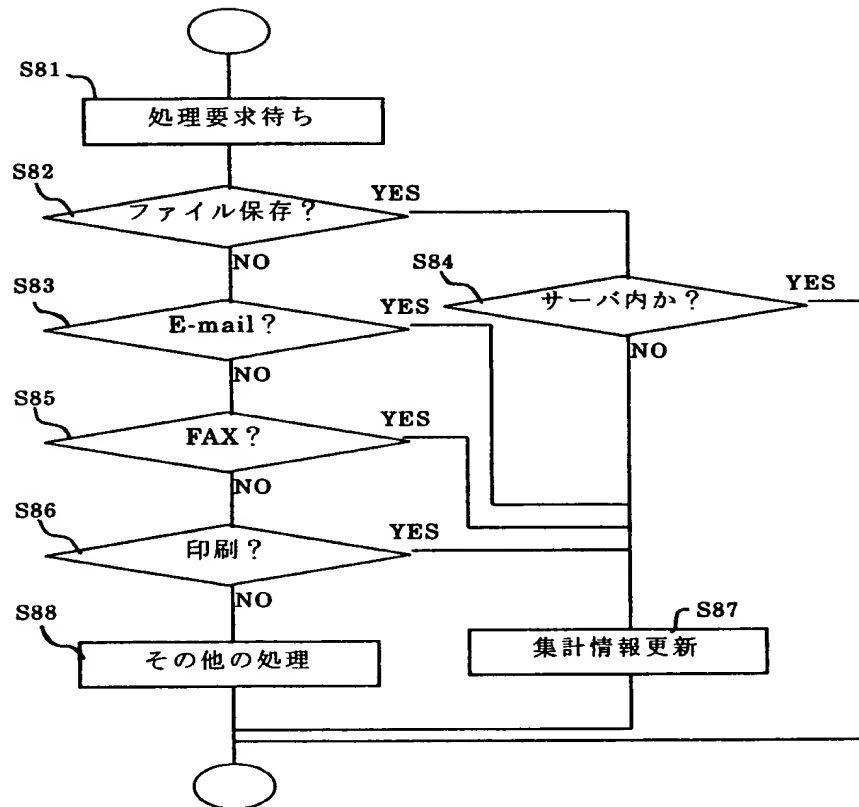 S81
処理要求待ち
S82
ファイル保存?
YES
NO
S84
サーバ内か?
YES
NO
S83
E-mail?
YES
NO
S85
FAX?
YES
NO
S86
印刷?
YES
NO
S87
集計情報更新
S88
その他の処理